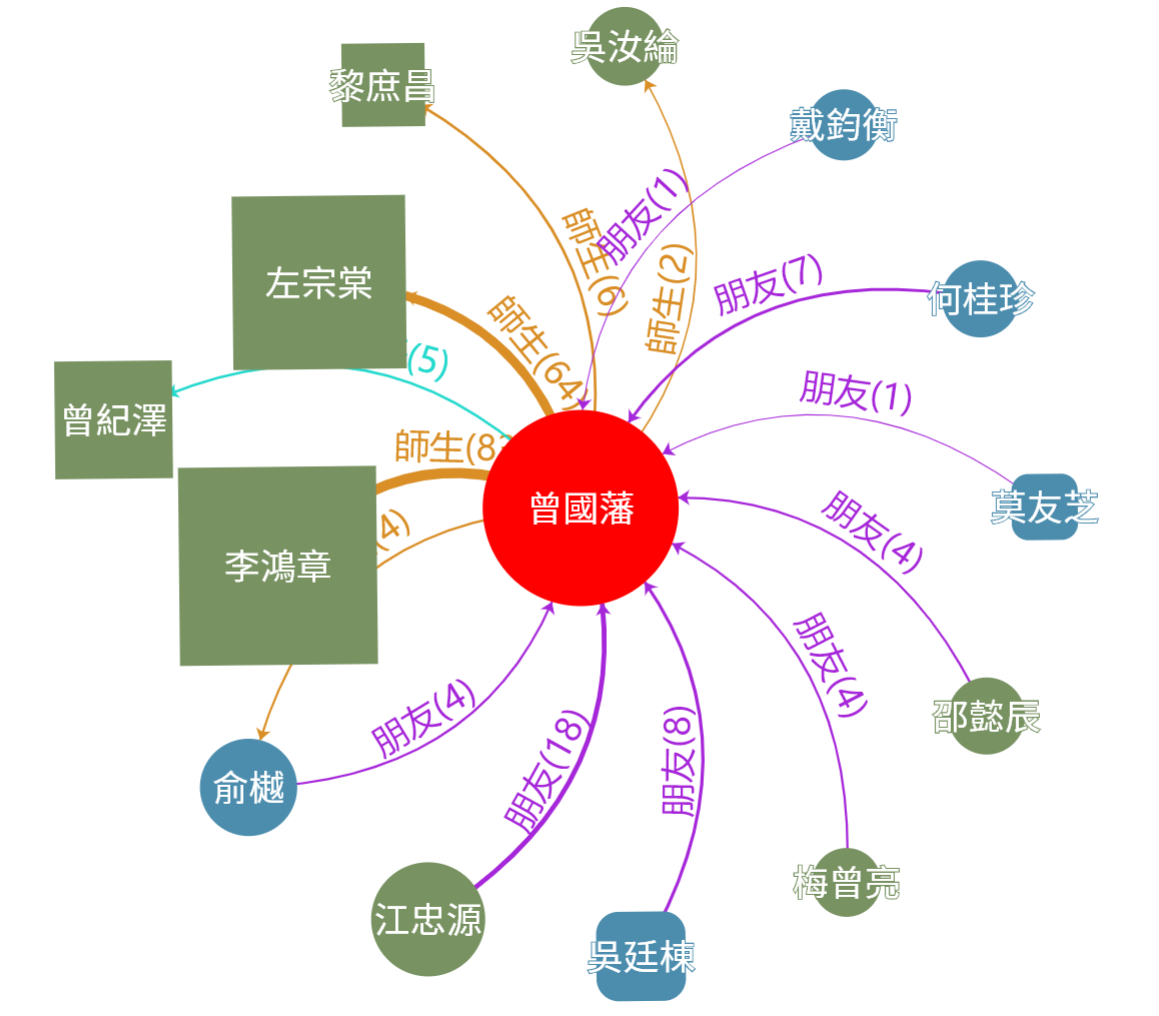 吳汝綸
黎庶昌
戴鈞衡
朋友(1)
師生(6)
師生(2)
朋友(7)
左宗棠
何桂珍
師生(64)
(5)
朋友(1)
曾紀澤
師生(8
曾國藩
莫友芝
(4)
朋友(4)
李鴻章
朋友(4)
朋友(4)
邵懿辰
朋友(18)
朋友(8)
俞樾
梅曾亮
江忠源
吳廷棟